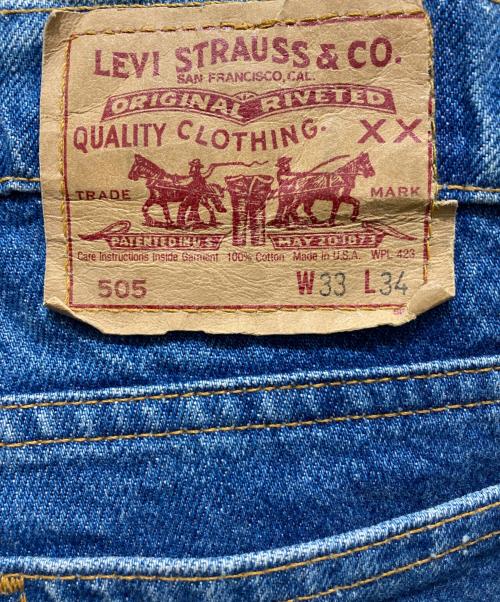 LEVI STRAUSS & CO.
SAN FRANCISCO, CAL.
ORIGINAL RIVETED
QUALITY CLOTHING. XX
TRADE MARK
PATENTED IN U.S. MAY 20 1873
Care Instructions Inside Garment 100% Cotton Made in U.S.A. WPL 423
505 W33 L34